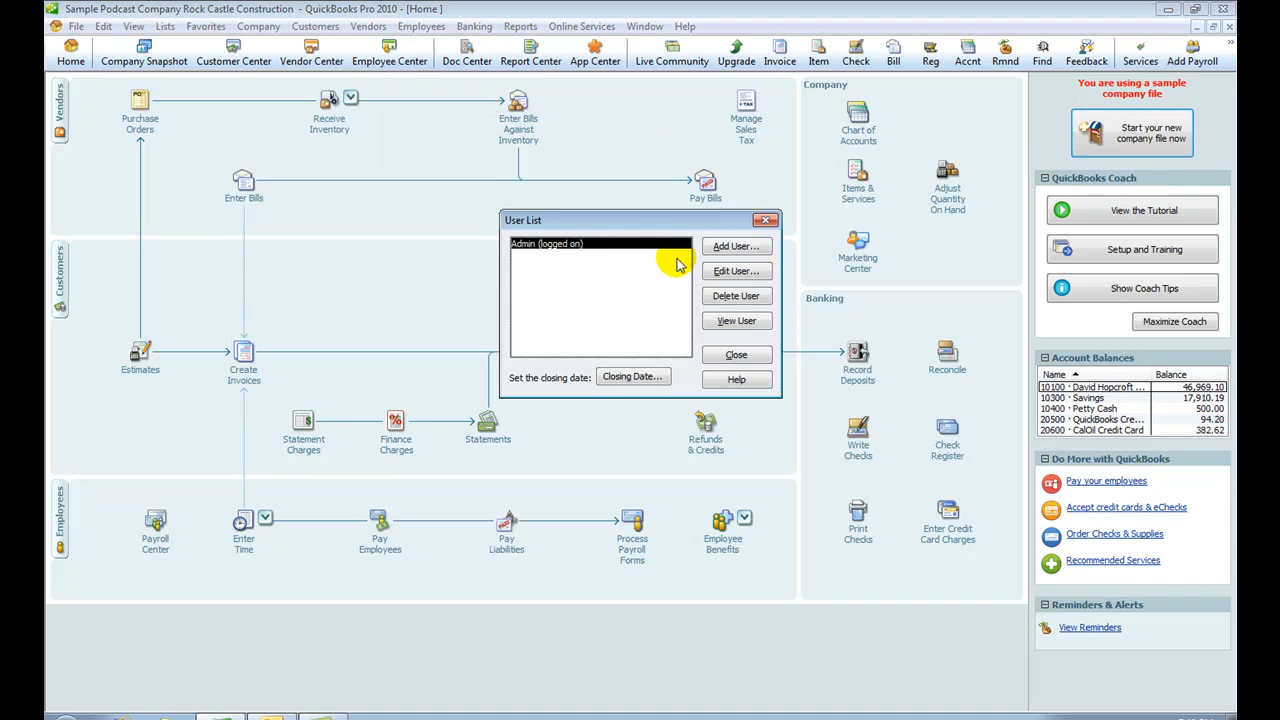 Sample Podcast Company Rock Castle Construction - QuickBooks Pro 2010 - [Home ]
File Edit View Lists Favorites Company Customers Vendors Employees Banking Reports Online Services Window Help
Home Company Snapshot Customer Center Vendor Center Employee Center Doc Center Report Center App Center Live Community Upgrade Invoice Item Check Bill Reg Accnt Rmnd Find Feedback Services Add Payroll
Vendors
Purchase
Orders
Receive
Inventory
Enter Bills
Against
Inventory
Manage
Sales
Tax
Enter Bills
Pay Bills
Customers
Estimates
Create
Invoices
Statement
Charges
Finance
Charges
Statements
Refunds
& Credits
Employees
Payroll
Center
Enter
Time
Pay
Employees
Pay
Liabilities
Process
Payroll
Forms
Employee
Benefits
User List
Admin (logged on)
Add User...
Edit User...
Delete User
View User
Close
Help
Set the closing date: Closing Date...
Company
Chart of
Accounts
Items &
Services
Adjust
Quantity
On Hand
Marketing
Center
Banking
Record
Deposits
Reconcile
Write
Checks
Check
Register
Print
Checks
Enter Credit
Card Charges
You are using a sample
company file
Start your new
company file now
QuickBooks Coach
View the Tutorial
Setup and Training
Show Coach Tips
Maximize Coach
Account Balances
Name Balance
10100 · David Hopcroft ... 46,969.10
10300 · Savings 17,910.19
10400 · Petty Cash 500.00
20500 · QuickBooks Cre... 94.20
20600 · CalOil Credit Card 382.62
Do More with QuickBooks
Pay your employees
Accept credit cards & eChecks
Order Checks & Supplies
Recommended Services
Reminders & Alerts
View Reminders